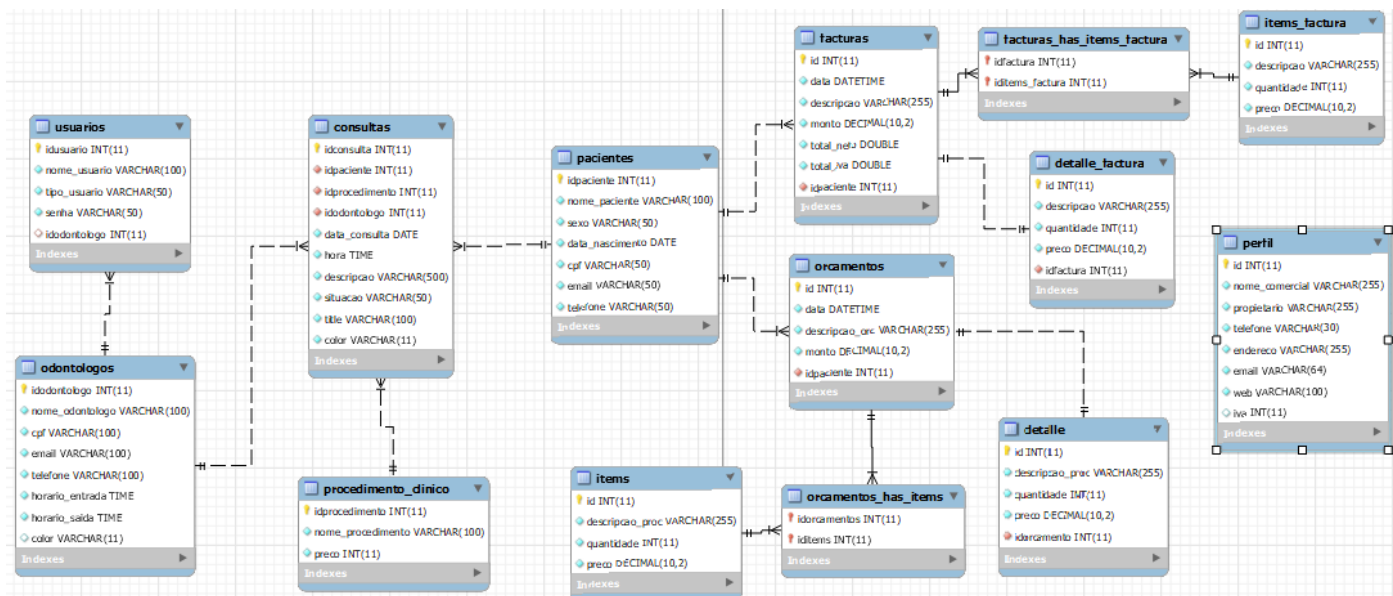 usuarios
idusuario INT(11)
nome_usuario VARCHAR(100)
tipo_usuario VARCHAR(50)
senha VARCHAR(50)
idodontologo INT(11)
Indexes
odontologos
idodontologo INT(11)
nome_odontologo VARCHAR(100)
cpf VARCHAR(100)
email VARCHAR(100)
telefone VARCHAR(100)
horario_entrada TIME
horario_saida TIME
color VARCHAR(11)
Indexes
consultas
idconsulta INT(11)
idpaciente INT(11)
idprocedimento INT(11)
idodontologo INT(11)
data_consulta DATE
hora TIME
descripcao VARCHAR(500)
situacao VARCHAR(50)
title VARCHAR(100)
color VARCHAR(11)
Indexes
procedimento_clinico
idprocedimento INT(11)
nome_procedimento VARCHAR(100)
preco INT(11)
Indexes
pacientes
idpaciente INT(11)
nome_paciente VARCHAR(100)
sexo VARCHAR(50)
data_nascimento DATE
cpf VARCHAR(50)
email VARCHAR(50)
telefone VARCHAR(50)
Indexes
items
id INT(11)
descripcao_proc VARCHAR(255)
quantidade INT(11)
preco DECIMAL(10,2)
Indexes
facturas
id INT(11)
data DATETIME
descripcao VARCHAR(255)
monto DECIMAL(10,2)
total_neto DOUBLE
total_iva DOUBLE
idpaciente INT(11)
Indexes
orcamentos
id INT(11)
data DATETIME
descripcao_orc VARCHAR(255)
monto DECIMAL(10,2)
idpaciente INT(11)
Indexes
orcamentos_has_items
idorcamentos INT(11)
iditems INT(11)
Indexes
facturas_has_items_factura
idfactura INT(11)
iditems_factura INT(11)
Indexes
detalle_factura
id INT(11)
descripcao VARCHAR(255)
quantidade INT(11)
preco DECIMAL(10,2)
idfactura INT(11)
Indexes
detalle
id INT(11)
descripcao_proc VARCHAR(255)
quantidade INT(11)
preco DECIMAL(10,2)
idorcamento INT(11)
Indexes
items_factura
id INT(11)
descripcao VARCHAR(255)
quantidade INT(11)
preco DECIMAL(10,2)
Indexes
perfil
id INT(11)
nome_comercial VARCHAR(255)
propietario VARCHAR(255)
telefone VARCHAR(30)
endereco VARCHAR(255)
email VARCHAR(64)
web VARCHAR(100)
iva INT(11)
Indexes